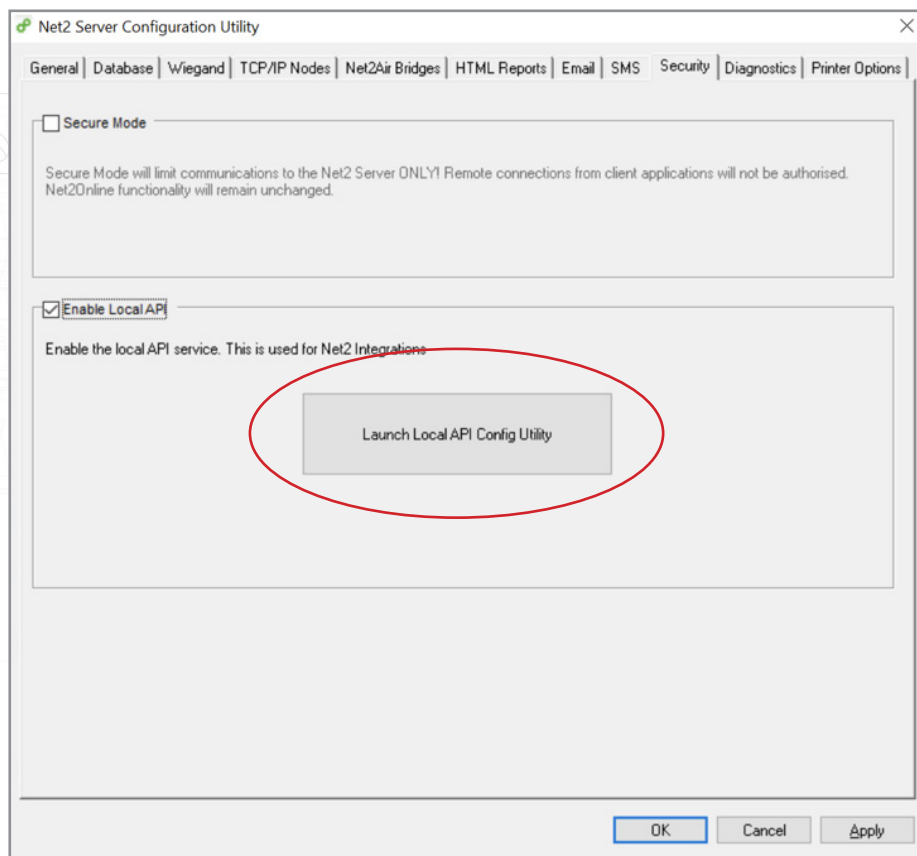 Net2 Server Configuration Utility
General Database Wiegand TCP/IP Nodes Net2Air Bridges HTML Reports Email SMS Security Diagnostics Printer Options
Secure Mode
Secure Mode will limit communications to the Net2 Server ONLY! Remote connections from client applications will not be authorised.
Net2Online functionality will remain unchanged.
Enable Local API
Enable the local API service. This is used for Net2 Integrations
Launch Local API Config Utility
OK Cancel Apply